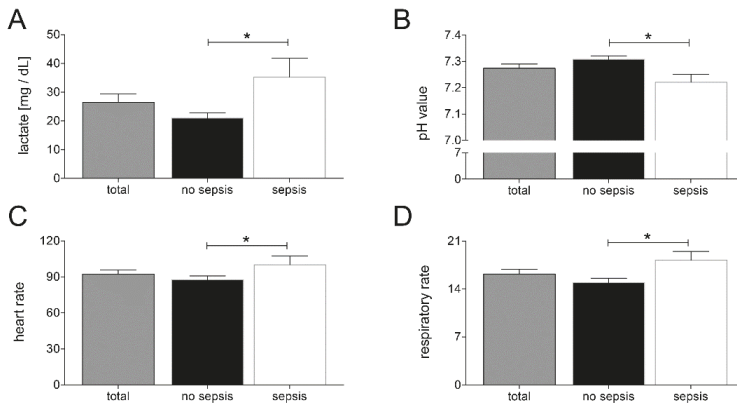 A
lactate [mg / dL]
50
40
30
20
10
0
*
total no sepsis sepsis
B
pH value
7.4
7.3
7.2
7.1
7.0
7
0
*
total no sepsis sepsis
C
heart rate
120
90
60
30
0
*
total no sepsis sepsis
D
respiratory rate
21
14
7
0
*
total no sepsis sepsis